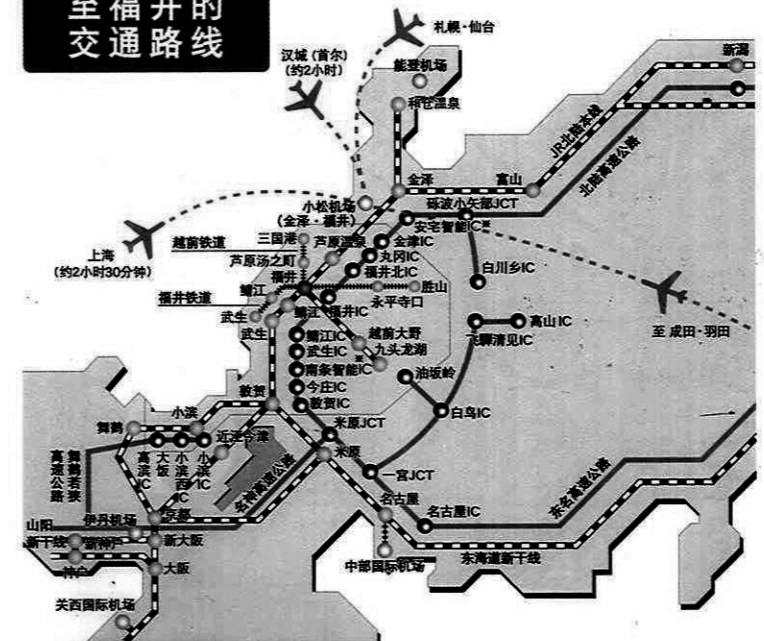 至福井的
交通路线
札幌·仙台
汉城(首尔)
(约2小时)
能登机场
和仓温泉
新潟
JR北陆本线
北陆高速公路
金泽
富山
小松机场
(金泽·福井)
砾波小矢部JCT
安宅智能IC※
上海
(约2小时30分钟)
越前铁道
三国港
芦原温泉
金津IC
丸冈IC
芦原汤之町
福井北IC
白川乡IC
福井
胜山
永平寺口
福井铁道
鲭江
鲭江
福井IC
武生
武生
越前大野
九头龙湖
至 成田·羽田
飞驒清见IC
高山IC
鲭江IC
武生IC
※
南条智能IC
今庄IC
敦贺IC
油坂岭
敦贺
白鸟IC
小滨
舞鹤
近江今津
米原JCT
米原
一宫JCT
舞鹤若狭
高速公路
高滨IC
大饭
小滨西IC
小滨IC
名神高速公路
名古屋
名古屋IC
东名高速公路
京都
山阳
新干线
伊丹机场
新神户
新大阪
神户
大阪
中部国际机场
东海道新干线
关西国际机场